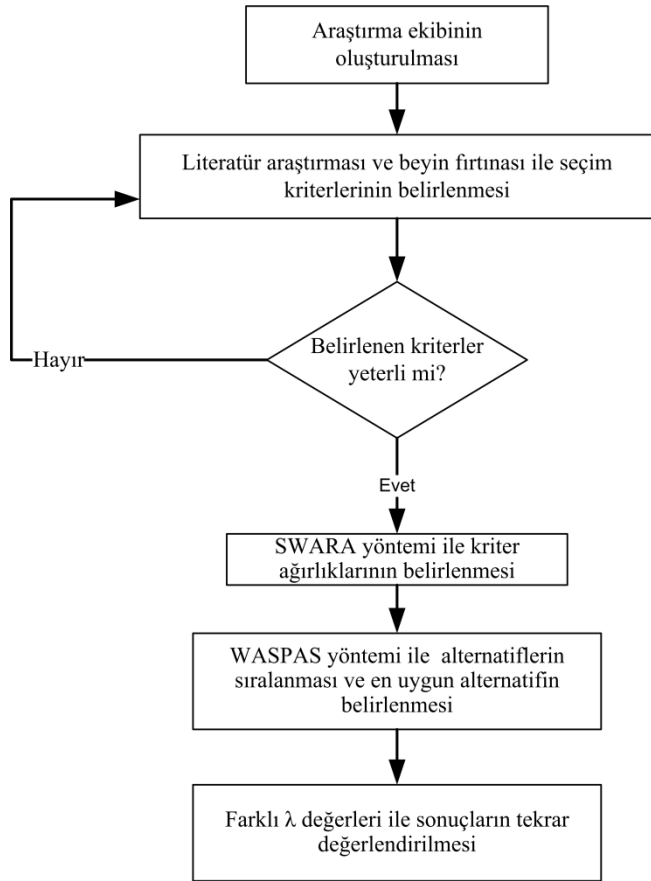 Araştırma ekibinin
oluşturulması
Literatür araştırması ve beyin fırtınası ile seçim
kriterlerinin belirlenmesi
Belirlenen kriterler
yeterli mi?
Hayır
Evet
SWARA yöntemi ile kriter
ağırlıklarının belirlenmesi
WASPAS yöntemi ile alternatiflerin
sıralanması ve en uygun alternatifin
belirlenmesi
Farklı λ değerleri ile sonuçların tekrar
değerlendirilmesi